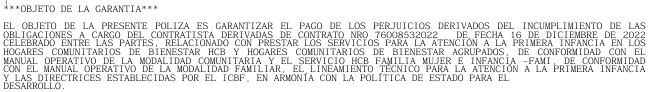 ***OBJETO DE LA GARANTIA***
EL OBJETO DE LA PRESENTE POLIZA ES GARANTIZAR EL PAGO DE LOS PERJUICIOS DERIVADOS DEL INCUMPLIMIENTO DE LAS
OBLIGACIONES A CARGO DEL CONTRATISTA DERIVADAS DE CONTRATO NRO 76008532022 DE FECHA 16 DE DICIEMBRE DE 2022
CELEBRADO ENTRE LAS PARTES, RELACIONADO CON PRESTAR LOS SERVICIOS PARA LA ATENCIÓN A LA PRIMERA INFANCIA EN LOS
HOGARES COMUNITARIOS DE BIENESTAR HCB Y HOGARES COMUNITARIOS DE BIENESTAR AGRUPADOS, DE CONFORMIDAD CON EL
MANUAL OPERATIVO DE LA MODALIDAD COMUNITARIA Y EL SERVICIO HCB FAMILIA MUJER E INFANCIA -FAMI, DE CONFORMIDAD
CON EL MANUAL OPERATIVO DE LA MODALIDAD FAMILIAR, EL LINEAMIENTO TÉCNICO PARA LA ATENCIÓN A LA PRIMERA INFANCIA
Y LAS DIRECTRICES ESTABLECIDAS POR EL ICBF, EN ARMONÍA CON LA POLÍTICA DE ESTADO PARA EL
DESARROLLO.